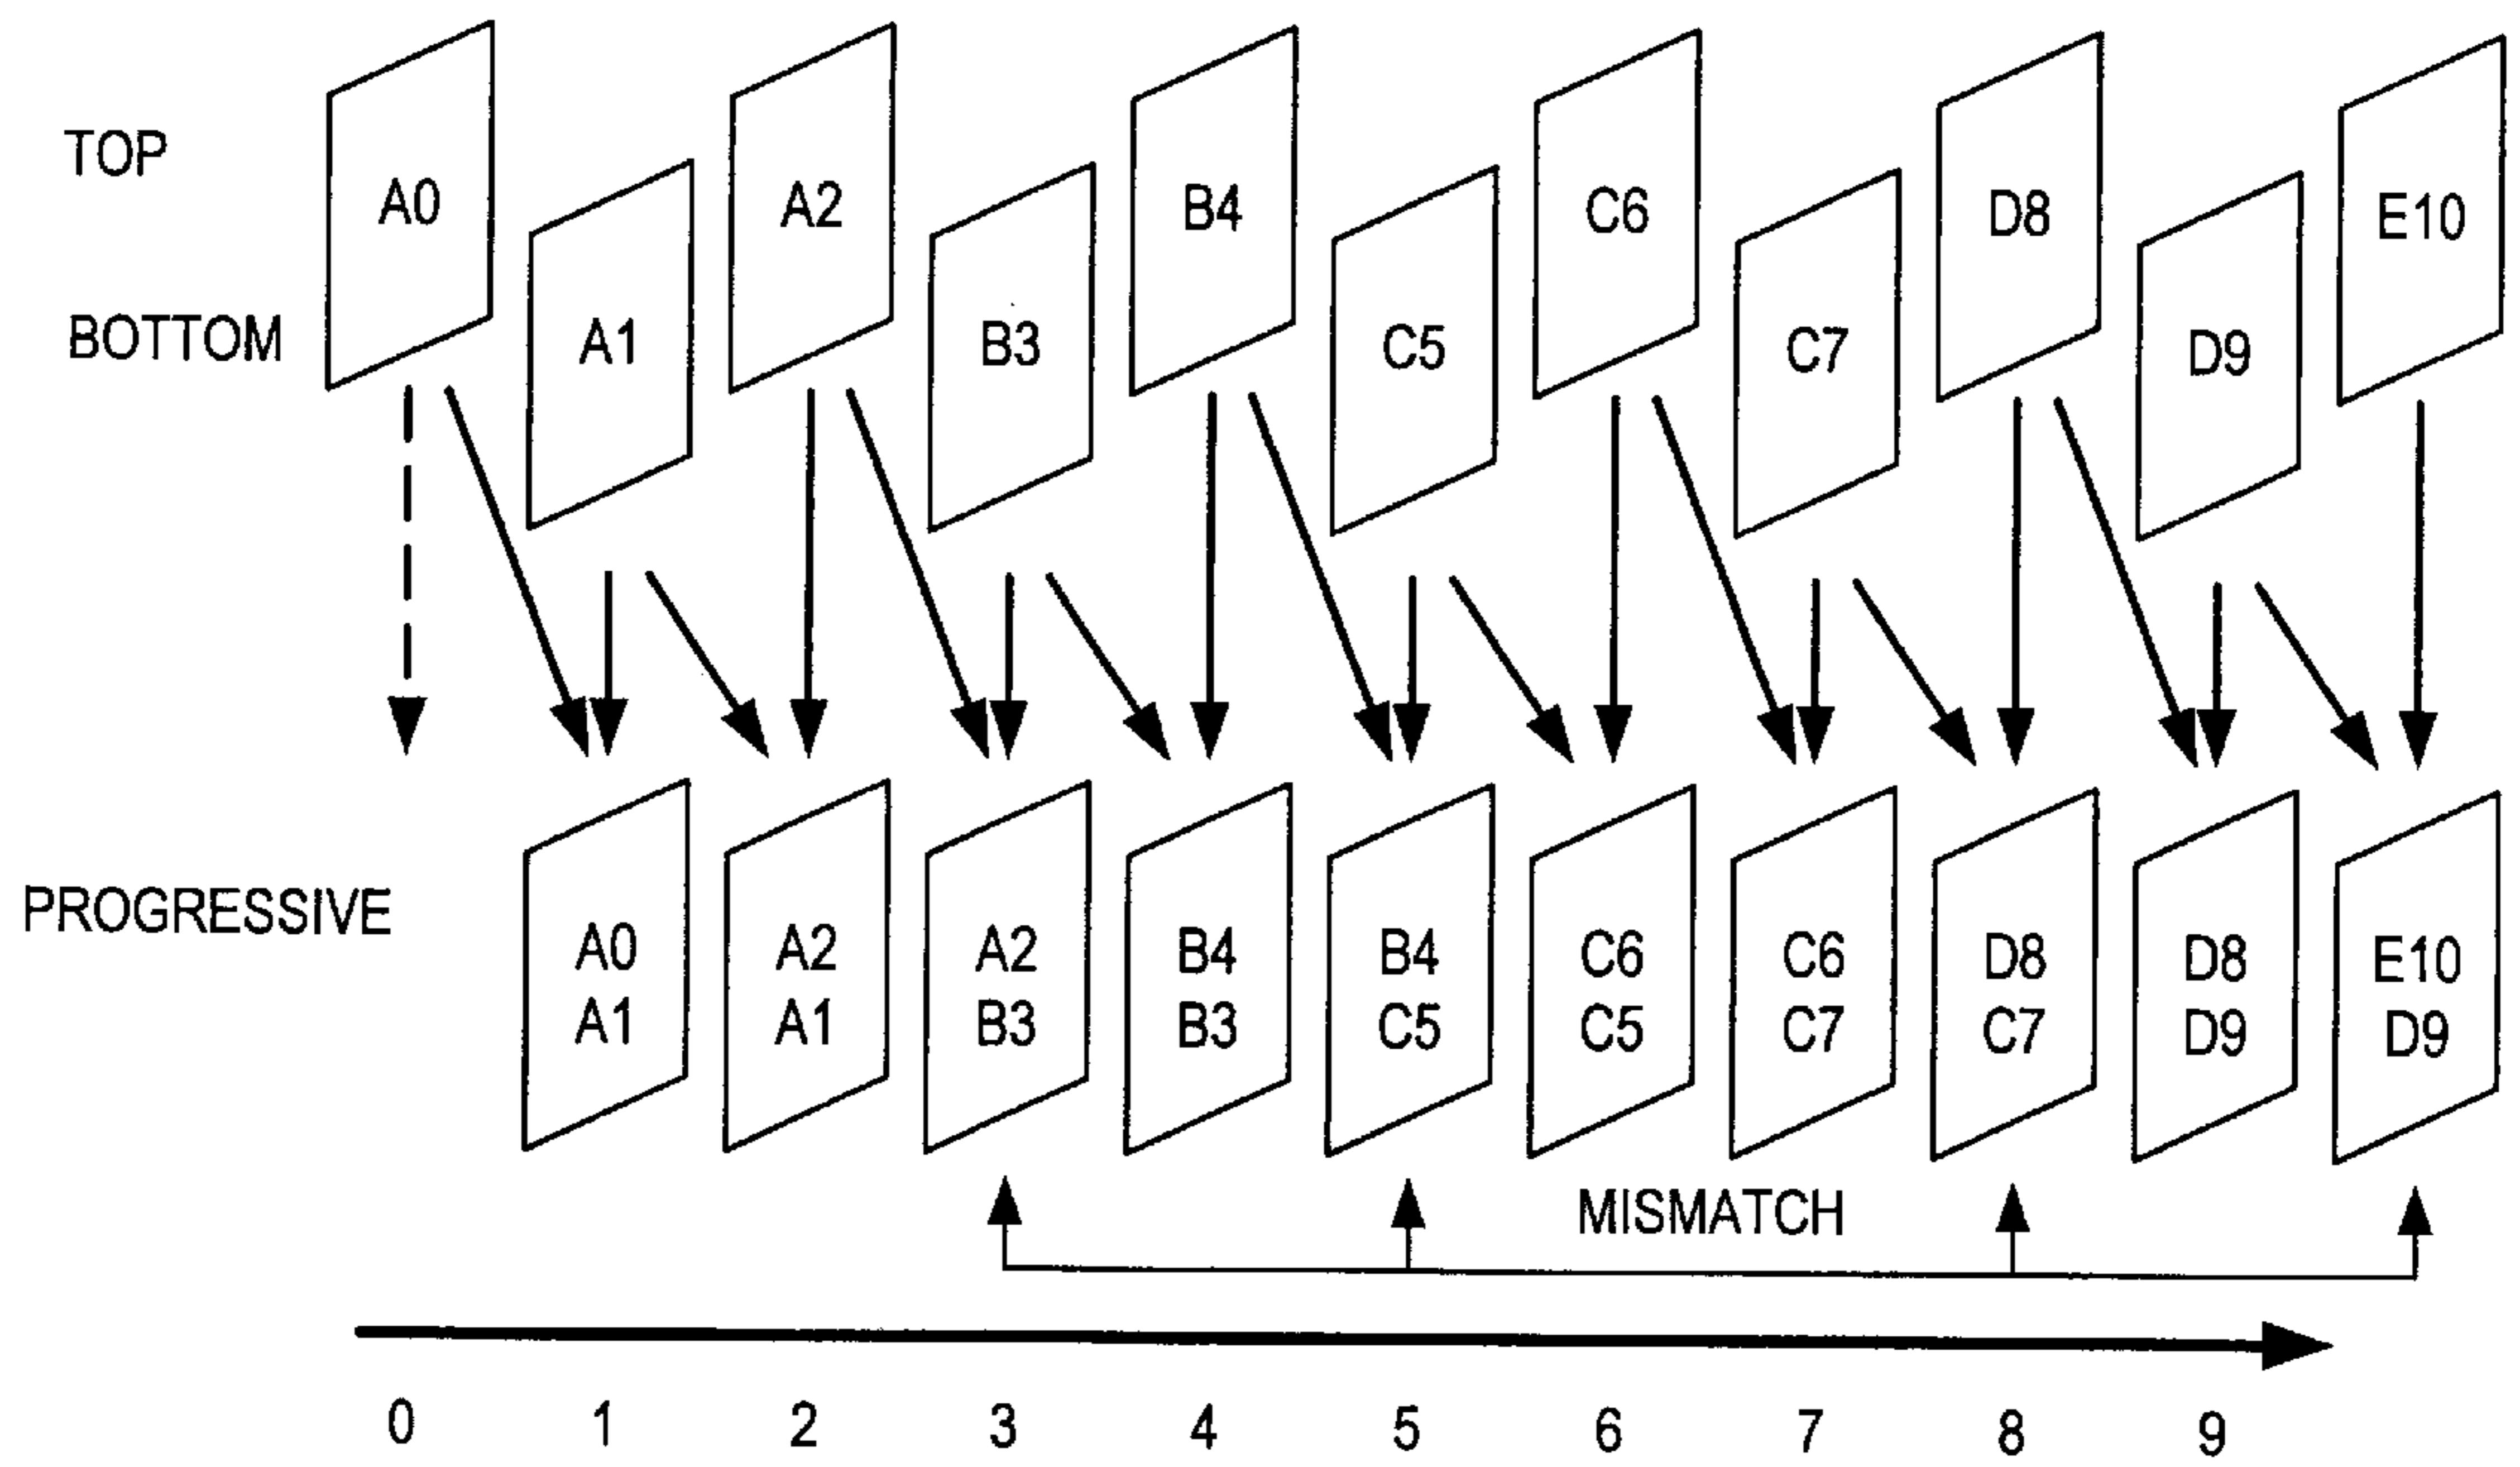 TOP
A0 A2 B4 C6 D8 E10
BOTTOM
A1 B3 C5 C7 D9
PROGRESSIVE
A0 A2 A2 B4 B4 C6 C6 D8 D8 E10
A1 A1 B3 B3 C5 C5 C7 C7 D9 D9
MISMATCH
0 1 2 3 4 5 6 7 8 9